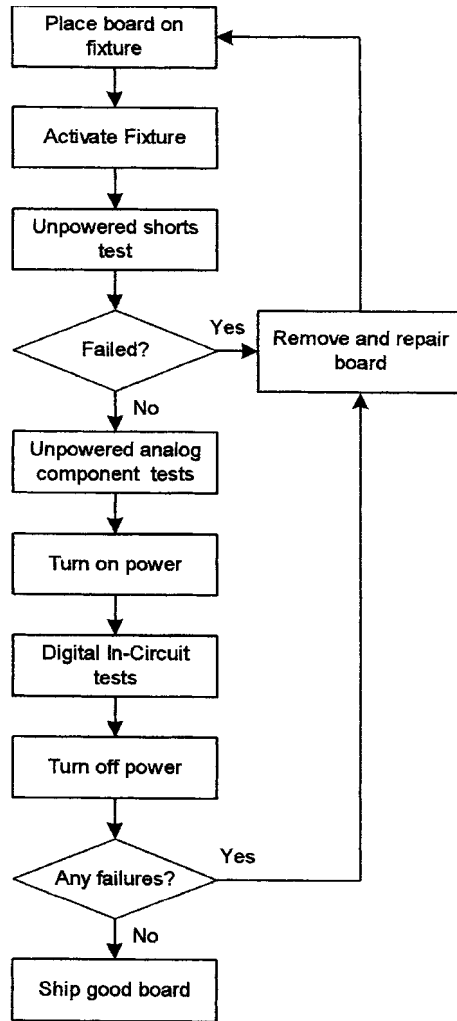 Place board on
fixture
Activate Fixture
Unpowered shorts
test
Failed?
Yes
Remove and repair
board
No
Unpowered analog
component tests
Turn on power
Digital In-Circuit
tests
Turn off power
Any failures?
Yes
No
Ship good board